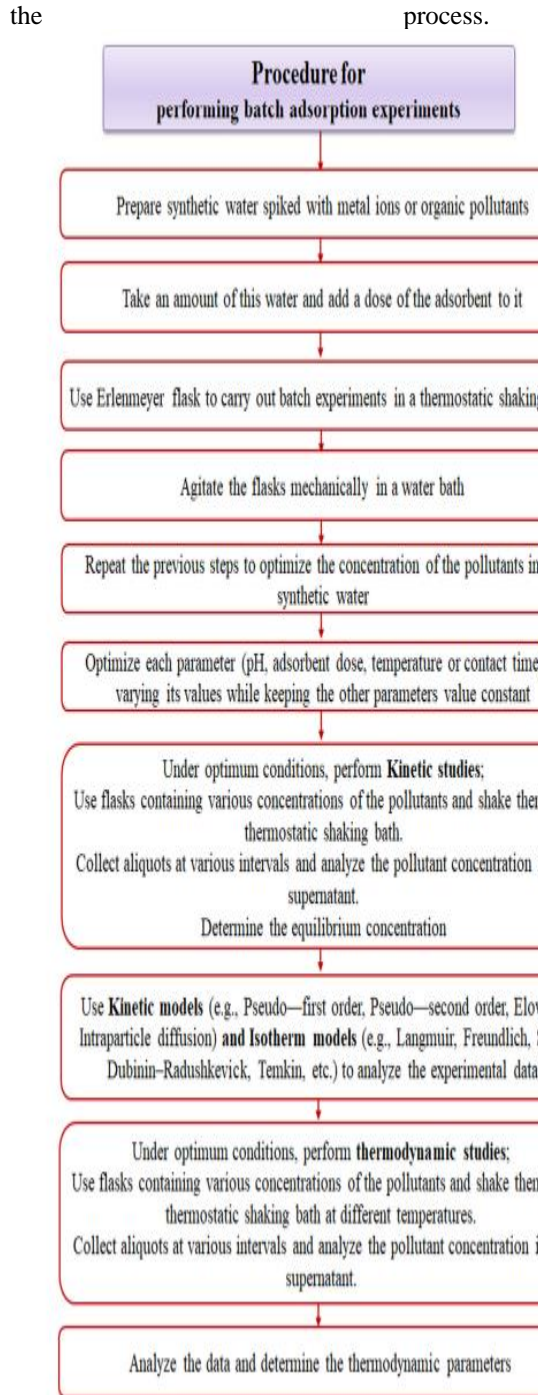 the process.
Procedure for
performing batch adsorption experiments
Prepare synthetic water spiked with metal ions or organic pollutants
Take an amount of this water and add a dose of the adsorbent to it
Use Erlenmeyer flask to carry out batch experiments in a thermostatic shaking
Agitate the flasks mechanically in a water bath
Repeat the previous steps to optimize the concentration of the pollutants in
synthetic water
Optimize each parameter (pH, adsorbent dose, temperature or contact time
varying its values while keeping the other parameters value constant
Under optimum conditions, perform Kinetic studies;
Use flasks containing various concentrations of the pollutants and shake
thermostatic shaking bath.
Collect aliquots at various intervals and analyze the pollutant concentration
supernatant.
Determine the equilibrium concentration
Use Kinetic models (e.g., Pseudo—first order, Pseudo—second order,
Intraparticle diffusion) and Isotherm models (e.g., Langmuir, Freundlich,
Dubinin–Radushkevick, Temkin, etc.) to analyze the experimental data
Under optimum conditions, perform thermodynamic studies;
Use flasks containing various concentrations of the pollutants and shake
thermostatic shaking bath at different temperatures.
Collect aliquots at various intervals and analyze the pollutant concentration
supernatant.
Analyze the data and determine the thermodynamic parameters